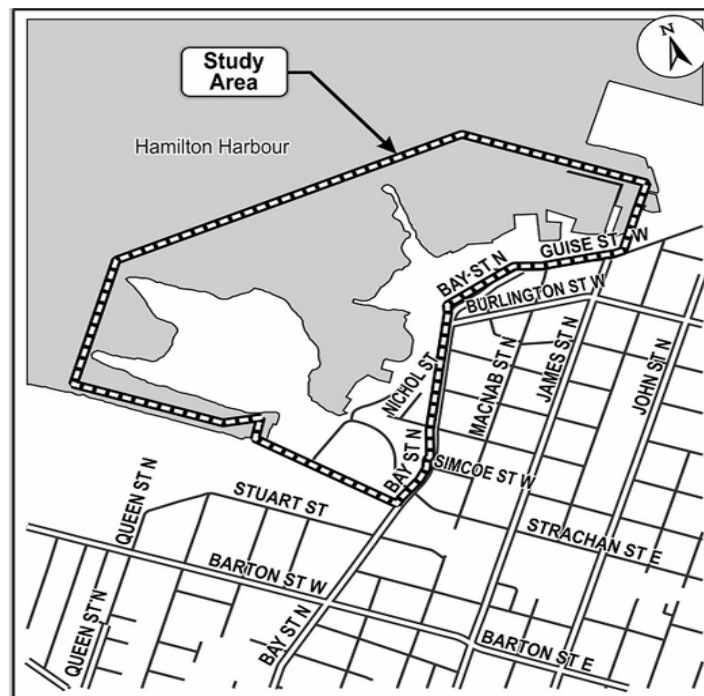 Study
Area
N
Hamilton Harbour
GUISE ST W
BAY ST N
BURLINGTON ST W
NICHOL ST
MACNAB ST N
JAMES ST N
JOHN ST N
BAY ST N
SIMCOE ST W
QUEEN ST N
STUART ST
STRACHAN ST E
BARTON ST W
QUEEN ST N
BAY ST N
BARTON ST E